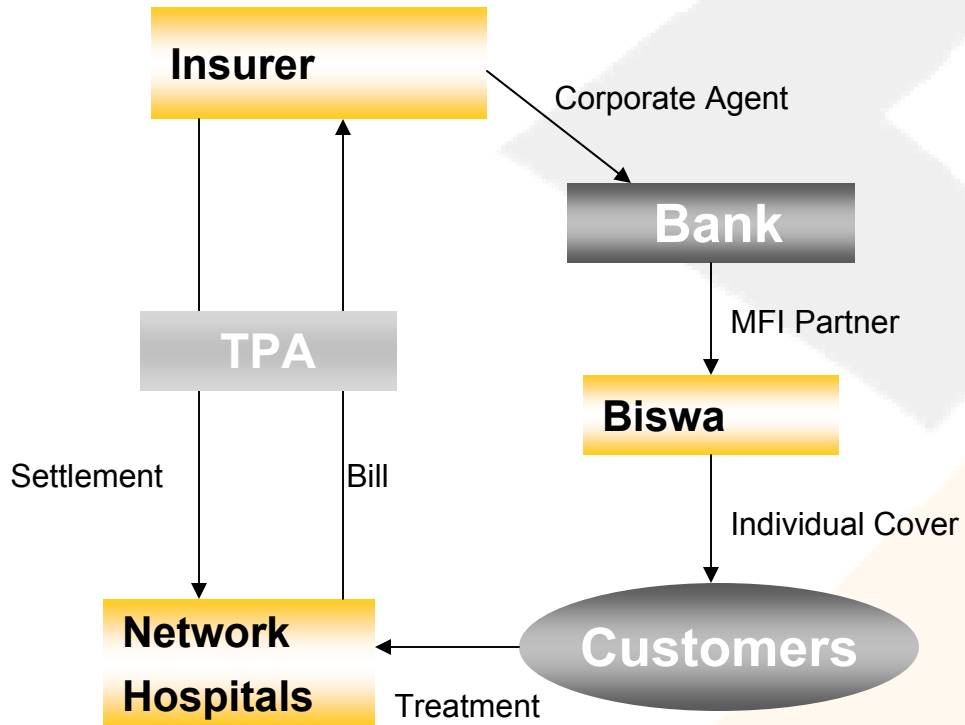 Insurer
Corporate Agent
Bank
MFI Partner
TPA
Biswa
Settlement
Bill
Individual Cover
Network
Hospitals
Customers
Treatment